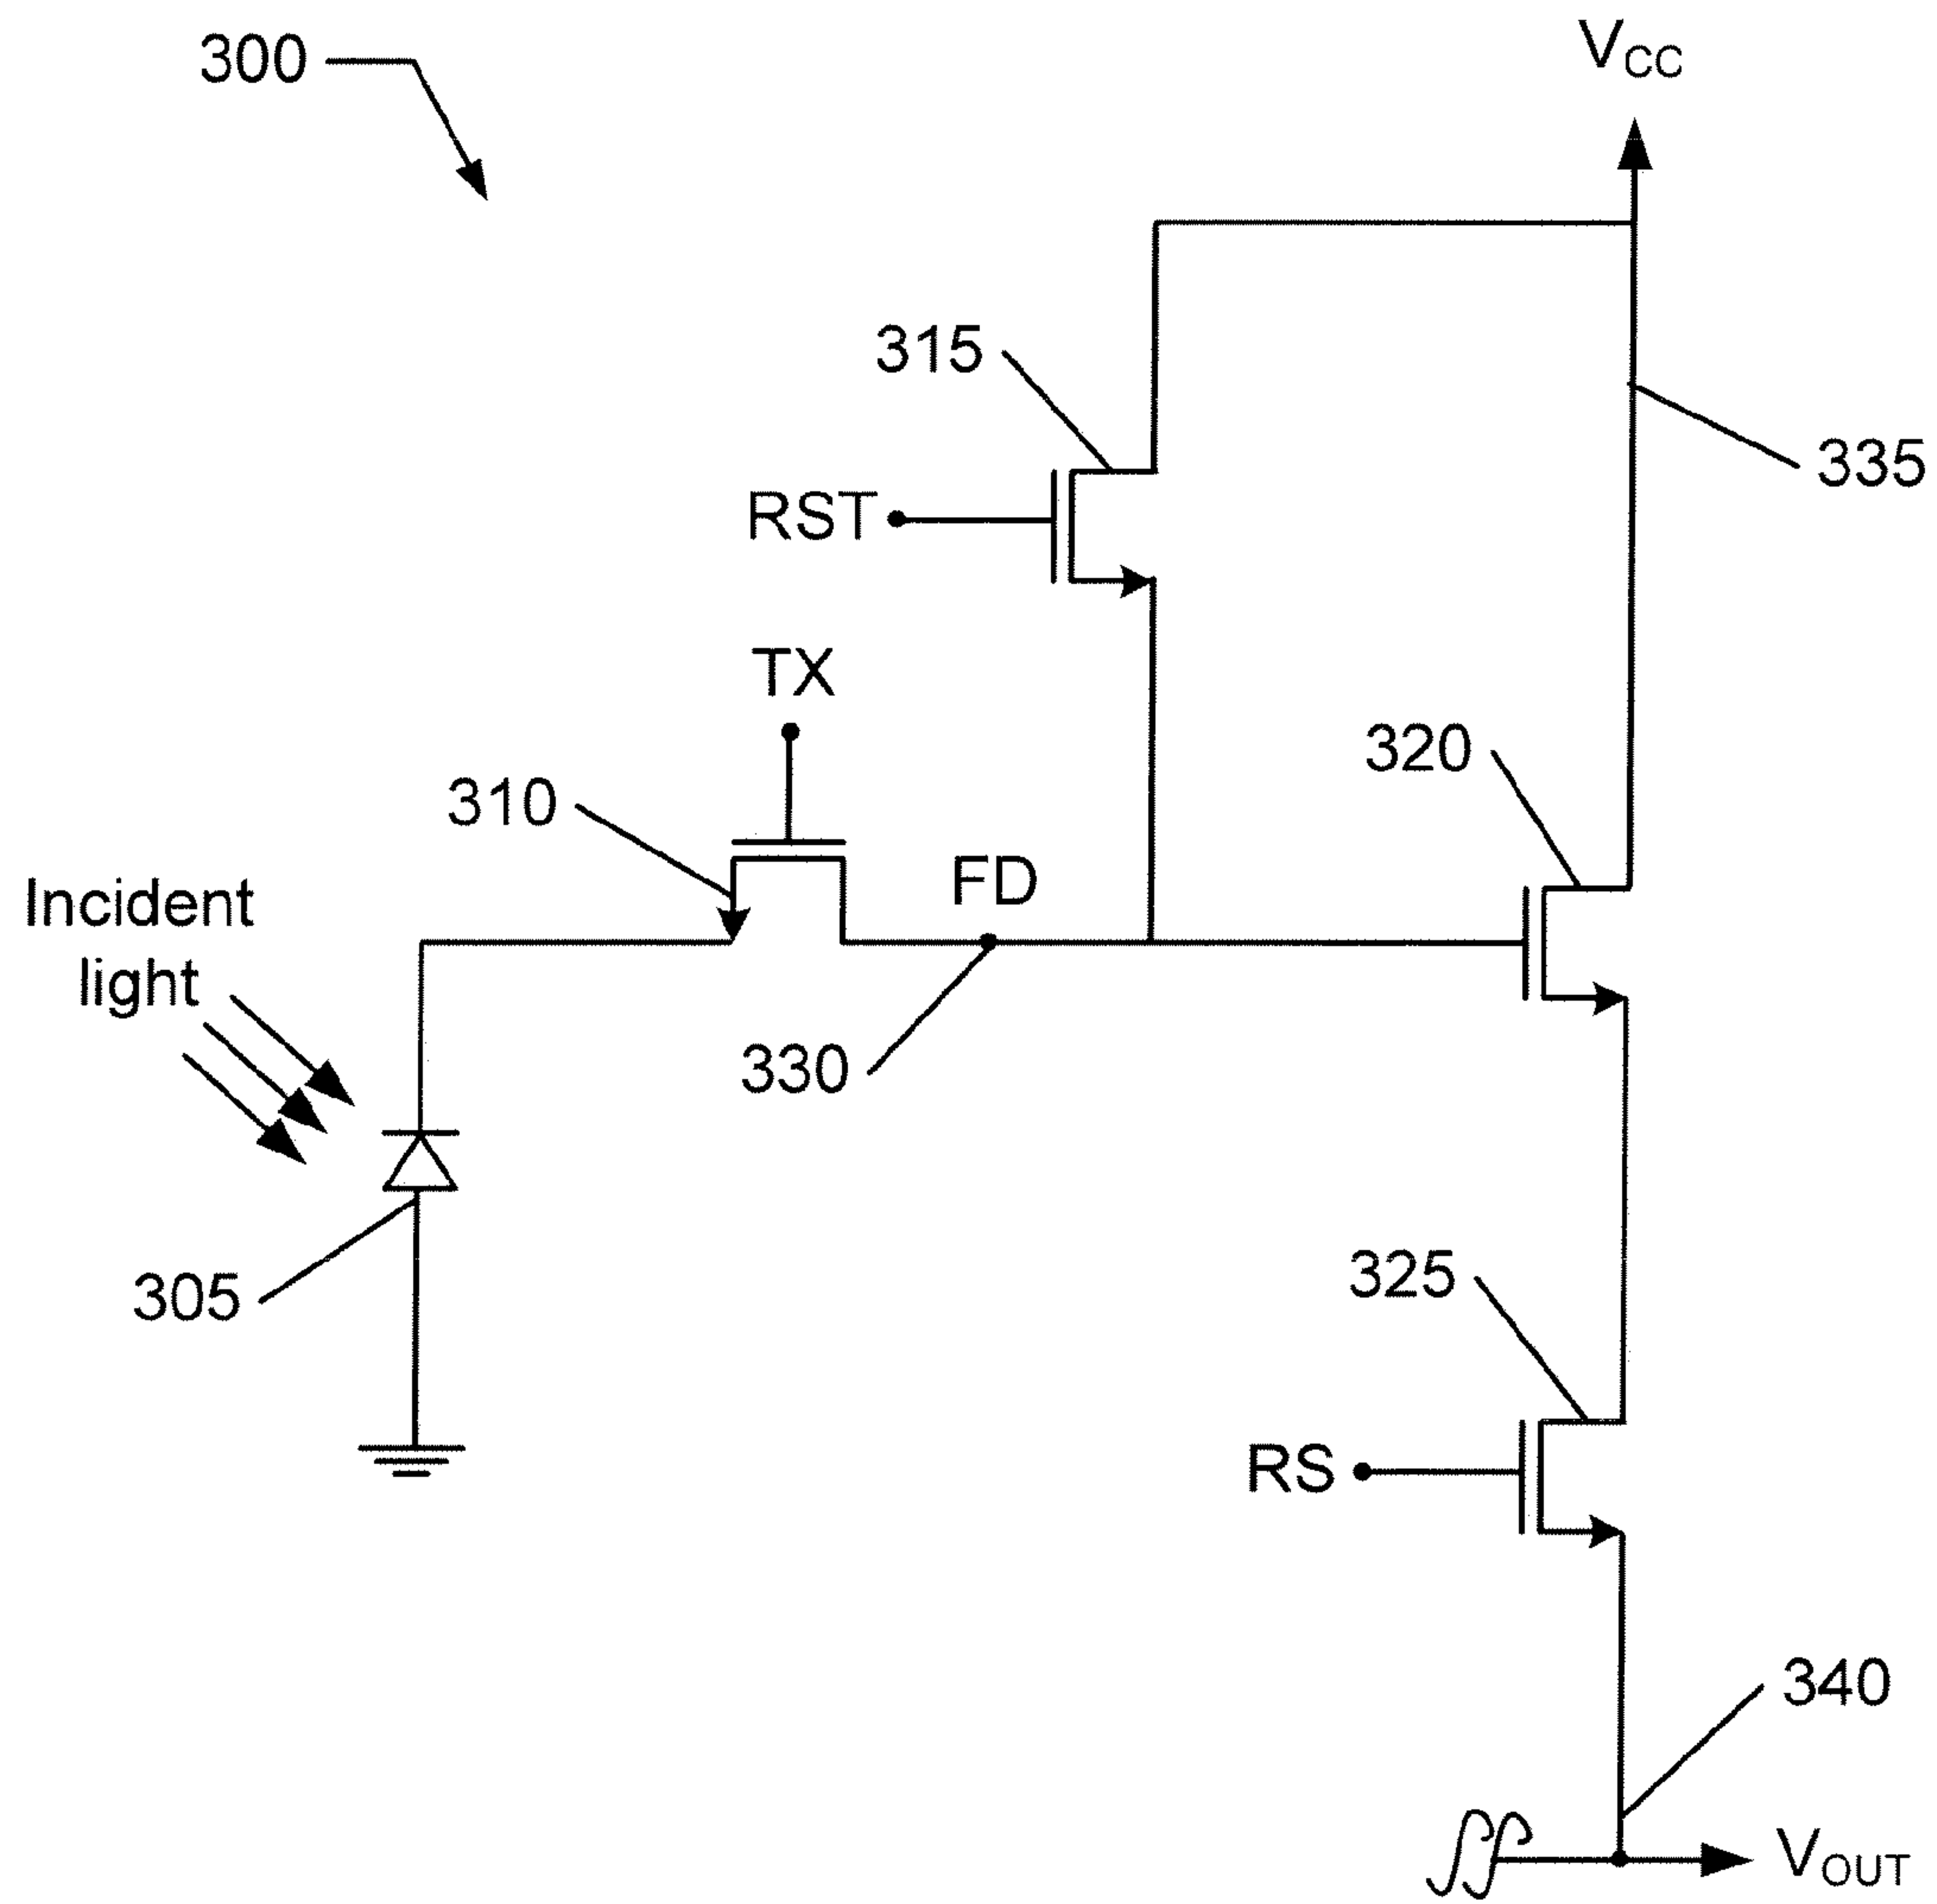 300
VCC
315
335
RST
TX
320
310
FD
Incident
light
330
305
325
RS
340
VOUT